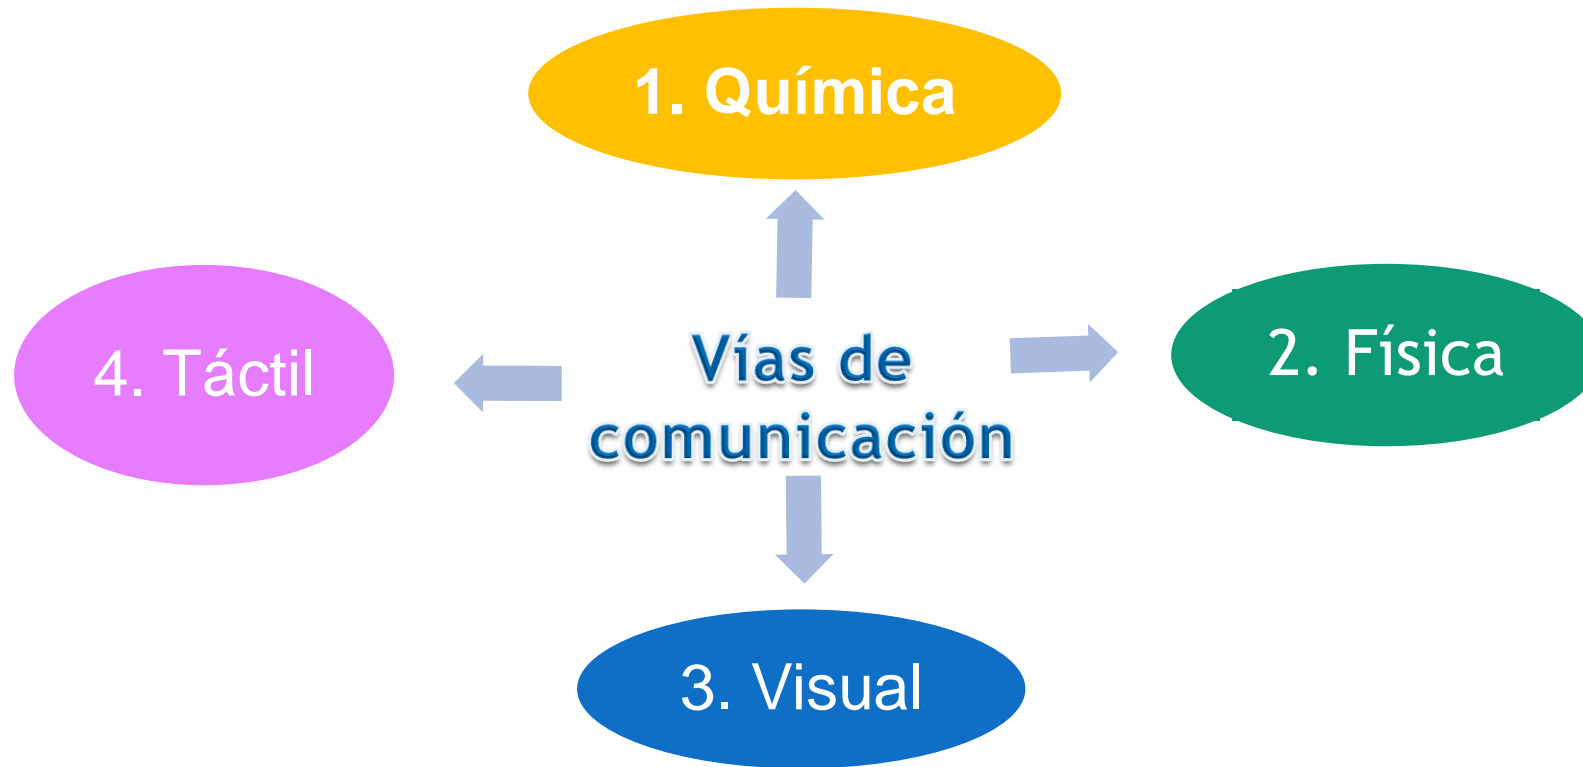 1. Química
4. Táctil
Vías de
comunicación
2. Física
3. Visual